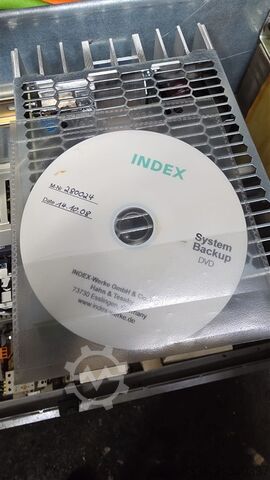 INDEX
M.Nr. 280024
Date 14.10.08
System
Backup
DVD
INDEX-Werke GmbH & Co.
Hahn & Tessky
73730 Esslingen, Germany
www.index-werke.de